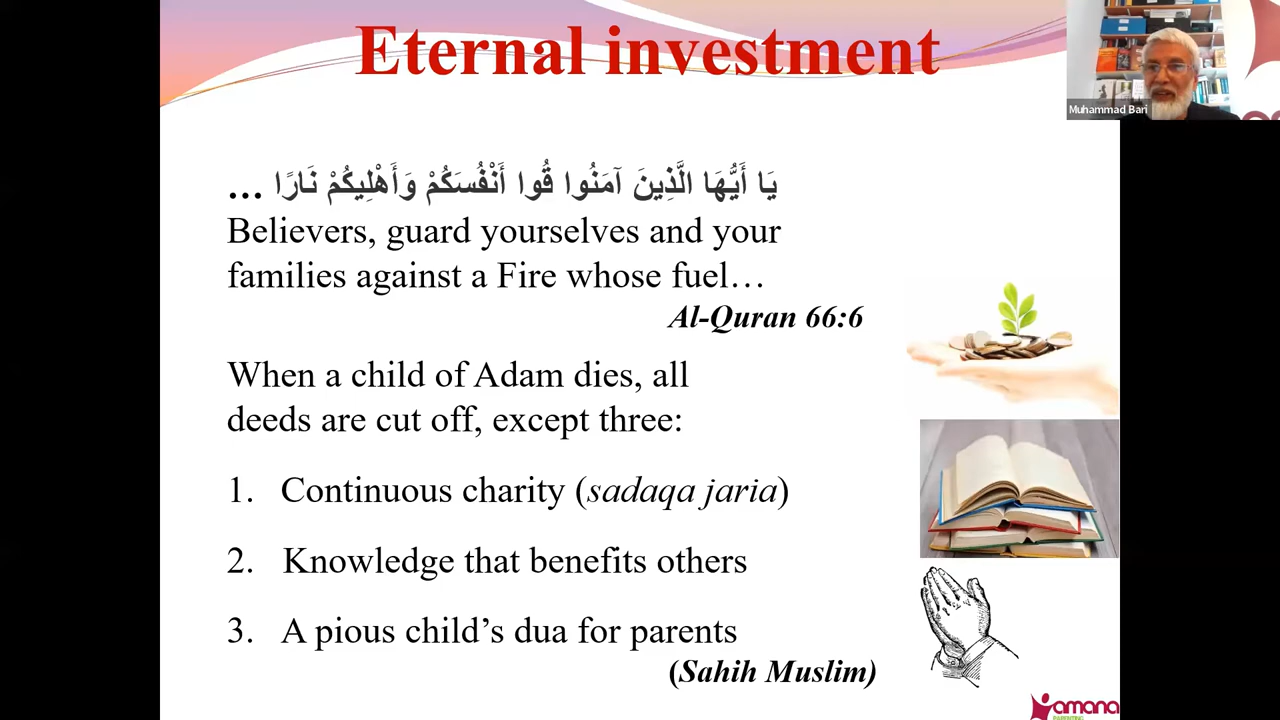 Eternal investment
Muhammad Bari
يَا أَيُّهَا الَّذِينَ آمَنُوا قُوا أَنْفُسَكُمْ وَأَهْلِيكُمْ نَارًا ...
Believers, guard yourselves and your
families against a Fire whose fuel…
Al-Quran 66:6
When a child of Adam dies, all
deeds are cut off, except three:
1. Continuous charity (sadaqa jaria)
2. Knowledge that benefits others
3. A pious child’s dua for parents
(Sahih Muslim)
amana
PARENTING